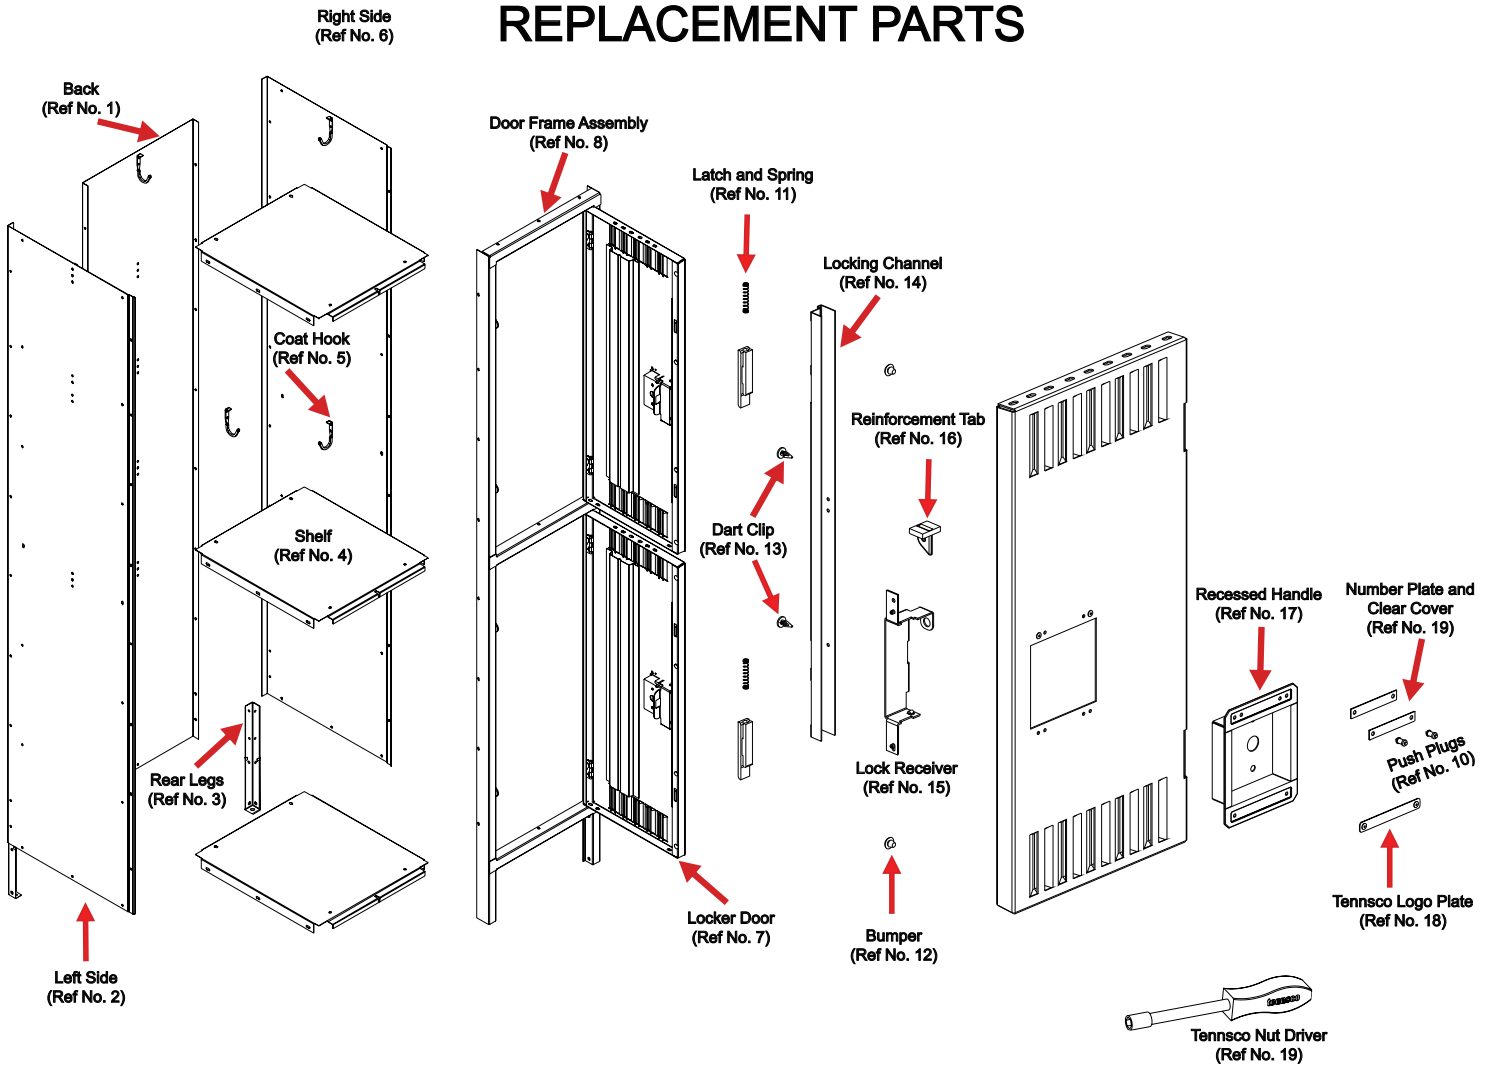 REPLACEMENT PARTS
Right Side
(Ref No. 6)
Back
(Ref No. 1)
Door Frame Assembly
(Ref No. 8)
Latch and Spring
(Ref No. 11)
Locking Channel
(Ref No. 14)
Coat Hook
(Ref No. 5)
Reinforcement Tab
(Ref No. 16)
Shelf
(Ref No. 4)
Dart Clip
(Ref No. 13)
Recessed Handle
(Ref No. 17)
Number Plate and
Clear Cover
(Ref No. 19)
Push Plugs
(Ref No. 10)
Rear Legs
(Ref No. 3)
Lock Receiver
(Ref No. 15)
Tennsco Logo Plate
(Ref No. 18)
Locker Door
(Ref No. 7)
Bumper
(Ref No. 12)
Left Side
(Ref No. 2)
tennsco
Tennsco Nut Driver
(Ref No. 19)